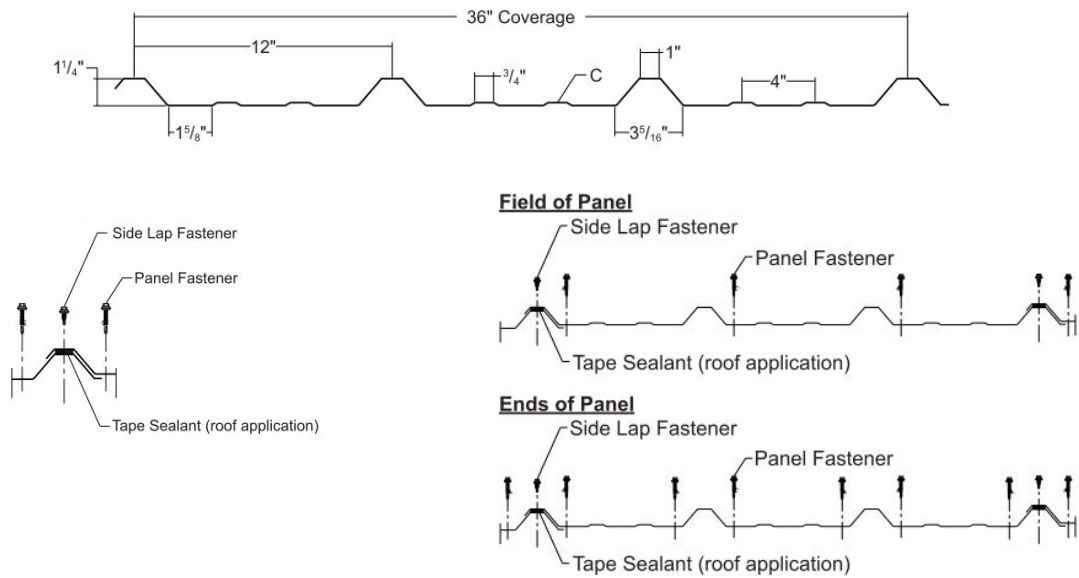 36" Coverage
12"
1"
1 1/4"
3/4"
C
4"
1 5/8"
3 5/16"
Side Lap Fastener
Panel Fastener
Tape Sealant (roof application)
Field of Panel
Side Lap Fastener
Panel Fastener
Tape Sealant (roof application)
Ends of Panel
Side Lap Fastener
Panel Fastener
Tape Sealant (roof application)